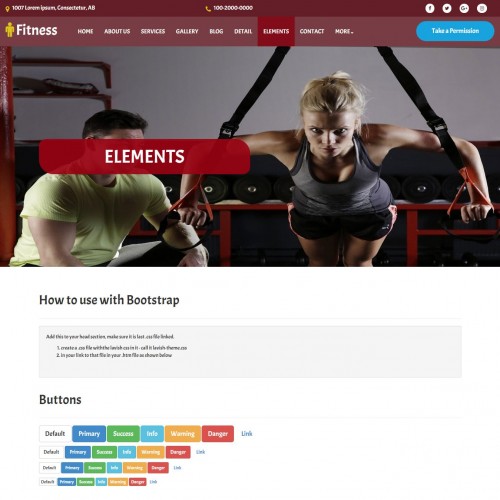 1007 Lorem Ipsum, Consectetur, AB
100-2000-0000
Fitness
HOME ABOUT US SERVICES GALLERY BLOG DETAIL ELEMENTS CONTACT MORE
Take a Permission
ELEMENTS
How to use with Bootstrap
Add this to your head section, make sure it is last .css file linked.
1. create a .css file with the lavish css in it - call it lavish-theme.css
2. in your link to that file in your .htm file as shown below
Buttons
Default Primary Success Info Warning Danger Link
Default Primary Success Info Warning Danger Link
Default Primary Success Info Warning Danger Link
Default Primary Success Info Warning Danger Link